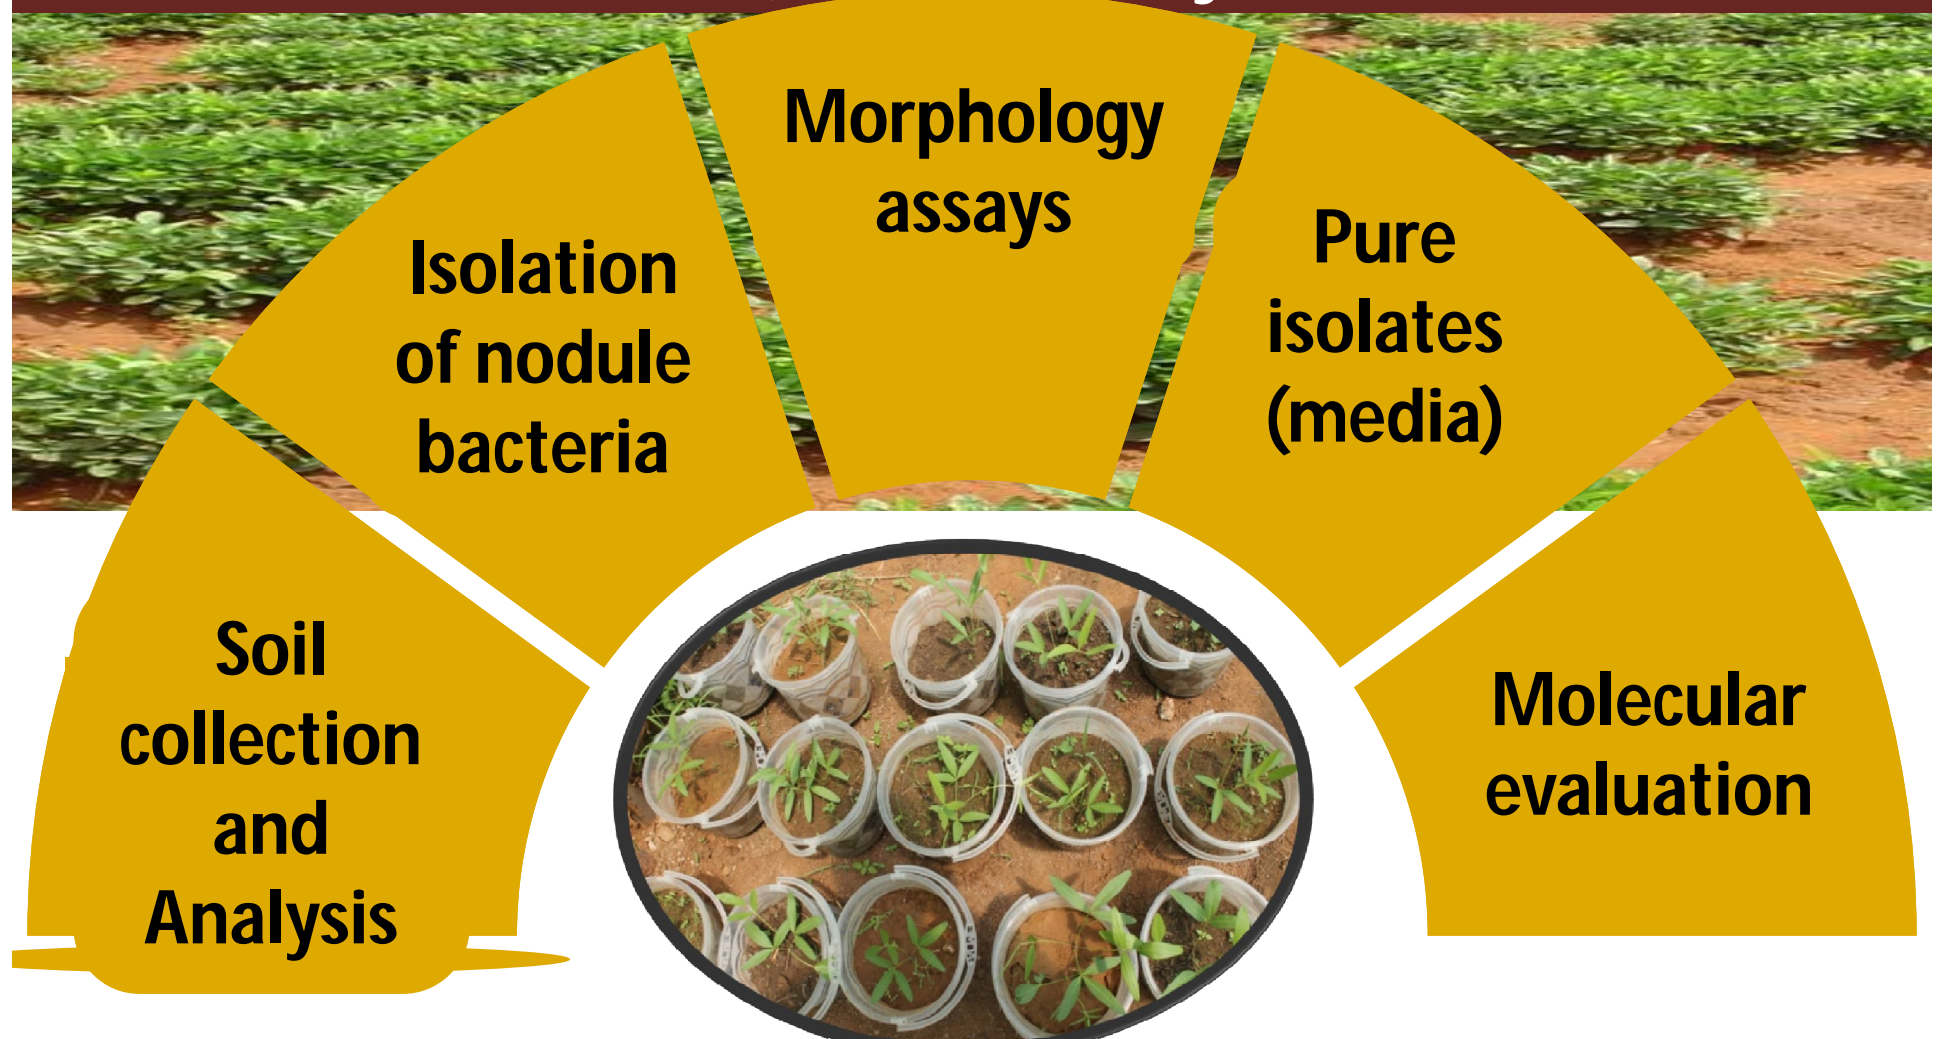 Soil
collection
and
Analysis
Isolation
of nodule
bacteria
Morphology
assays
Pure
isolates
(media)
Molecular
evaluation